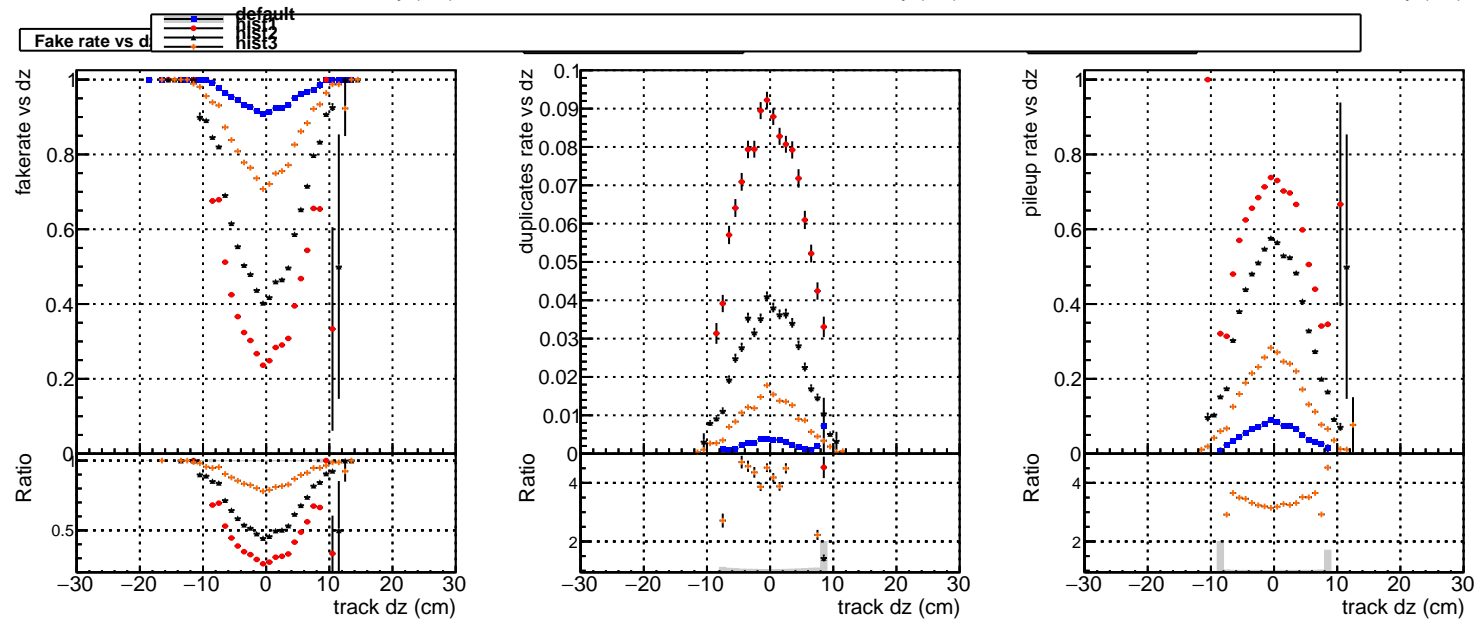 default
hist1
hist2
hist3
Fake rate vs dz
fakerate vs dz
1
0.8
0.6
0.4
0.2
0
Ratio
1
0.5
−30 −20 −10 0 10 20 30
track dz (cm)
duplicates rate vs dz
0.1
0.09
0.08
0.07
0.06
0.05
0.04
0.03
0.02
0.01
0
Ratio
4
2
−30 −20 −10 0 10 20 30
track dz (cm)
pileup rate vs dz
1
0.8
0.6
0.4
0.2
0
Ratio
4
2
−30 −20 −10 0 10 20 30
track dz (cm)